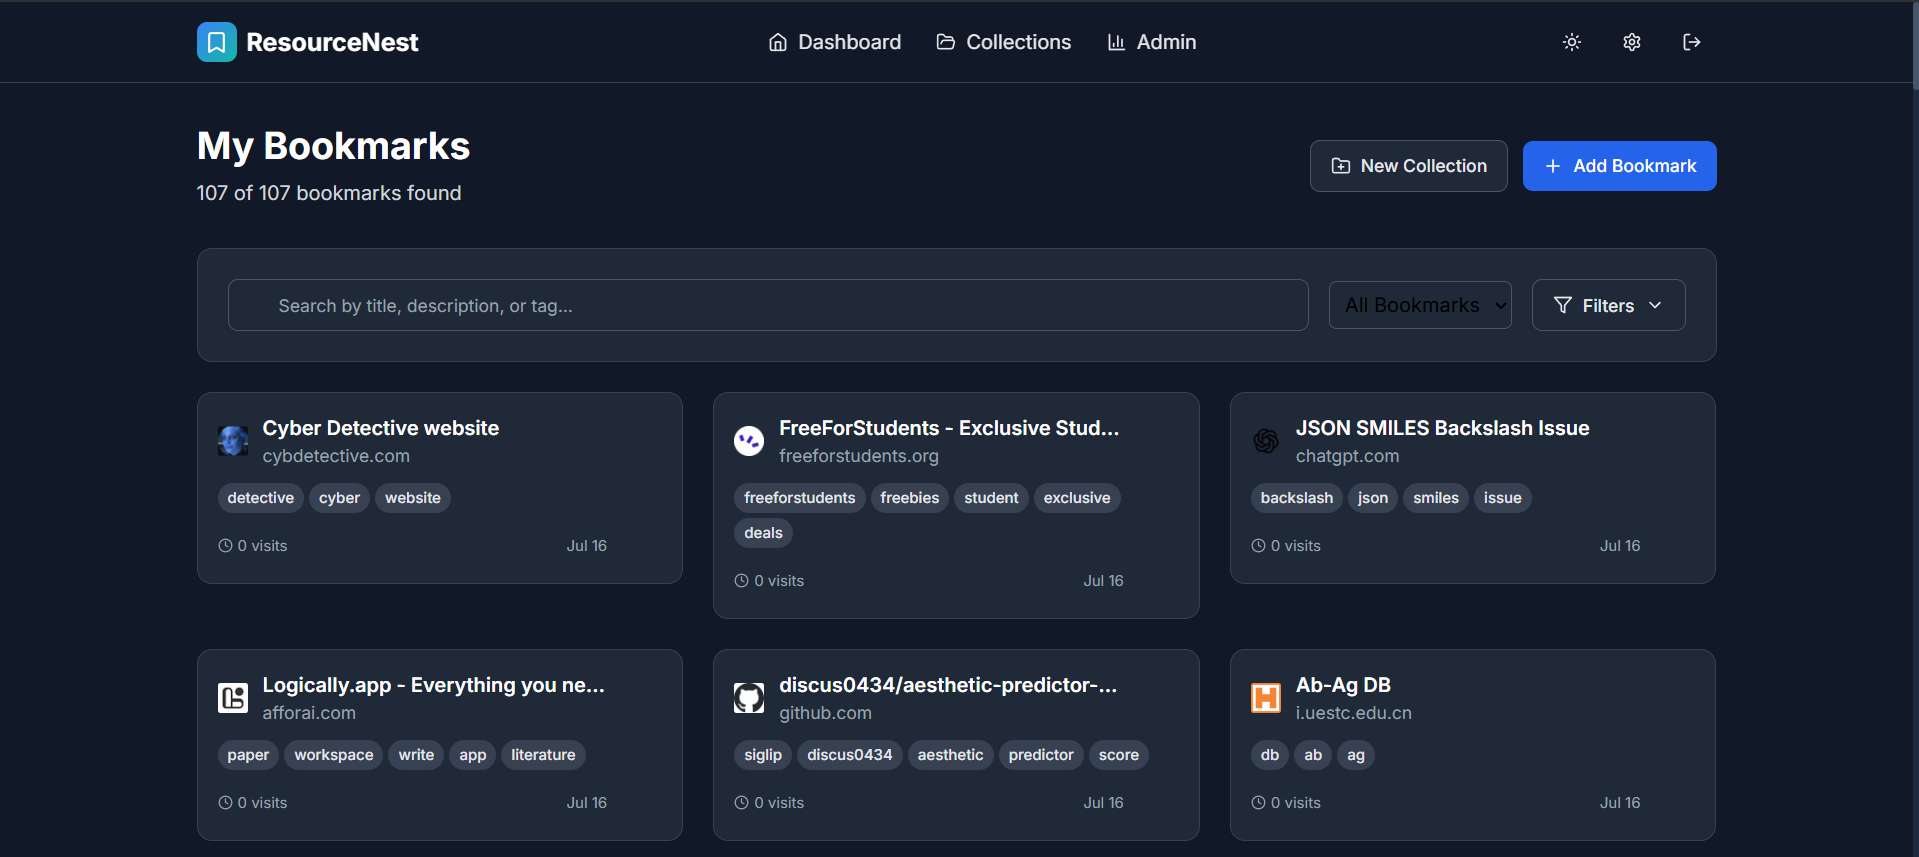 ResourceNest
Dashboard
Collections
Admin
My Bookmarks
107 of 107 bookmarks found
New Collection
Add Bookmark
Search by title, description, or tag...
All Bookmarks
Filters
Cyber Detective website
cybdetective.com
detective cyber website
0 visits Jul 16
FreeForStudents - Exclusive Stud...
freeforstudents.org
freeforstudents freebies student exclusive
deals
0 visits Jul 16
JSON SMILES Backslash Issue
chatgpt.com
backslash json smiles issue
0 visits Jul 16
Logically.app - Everything you ne...
afforai.com
paper workspace write app literature
0 visits Jul 16
discus0434/aesthetic-predictor-...
github.com
siglip discus0434 aesthetic predictor score
0 visits Jul 16
Ab-Ag DB
i.uestc.edu.cn
db ab ag
0 visits Jul 16